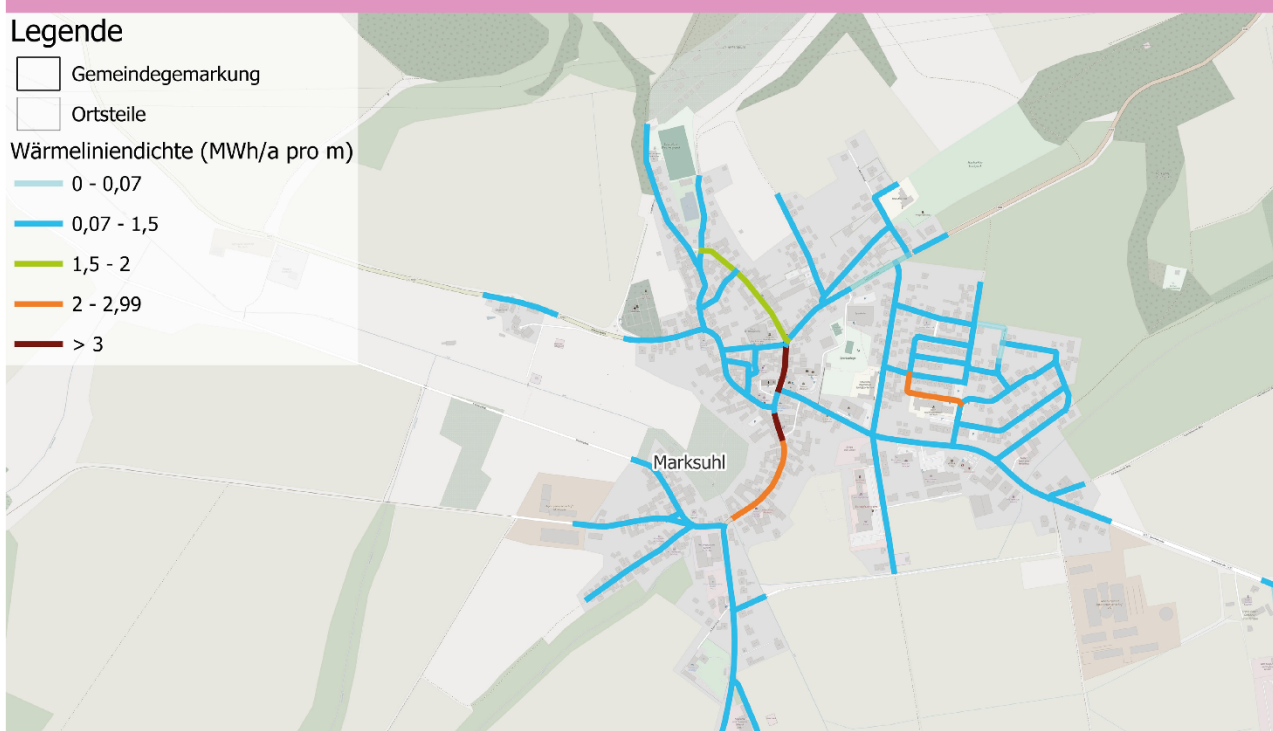 Legende
Gemeindegemarkung
Ortsteile
Wärmeliniendichte (MWh/a pro m)
0 - 0,07
0,07 - 1,5
1,5 - 2
2 - 2,99
> 3
Marksuhl